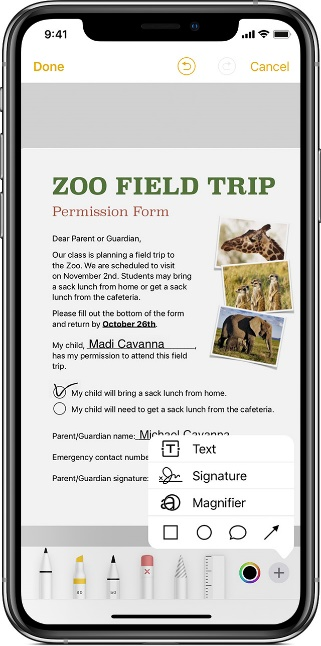 9:41
Done
Cancel
ZOO FIELD TRIP
Permission Form
Dear Parent or Guardian,
Our class is planning a field trip to
the Zoo. We are scheduled to visit
on November 2nd. Students may bring
a sack lunch from home or get a sack
lunch from the cafeteria.
Please fill out the bottom of the form
and return by October 26th.
My child, Madi Cavanna,
has my permission to attend this field
trip.
My child will bring a sack lunch from home.
My child will need to get a sack lunch from the cafeteria.
Parent/Guardian name: Michael Cavanna
Emergency contact numbe
Parent/Guardian signature:
T Text
Signature
a Magnifier